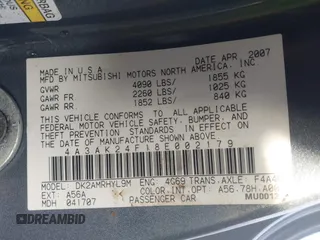 AIRBAG
MADE IN U.S.A. DATE APR. 2007
MFD BY MITSUBISHI MOTORS NORTH AMERICA, INC
GVWR 4090 LBS/ 1855 KG
GAWR FR 2260 LBS/ 1025 KG
GAWR RR. 1852 LBS/ 840 KG
THIS VEHICLE CONFORMS TO ALL APPLICABLE
FEDERAL MOTOR VEHICLE SAFETY, BUMPER, AND
THEFT PREVENTION STANDARDS IN EFFECT ON
THE DATE OF MANUFACTURE SHOWN ABOVE.
4A3AK24F18E002179
MODEL: DK2AMRHYL9M ENG: 4G69 TRANS.AXLE: F4A4
EXT: A56A COLOR.INT.OPT: A56.78H.A0
MDH 041707 PASSENGER CAR
DEALERSHIP AUCTION